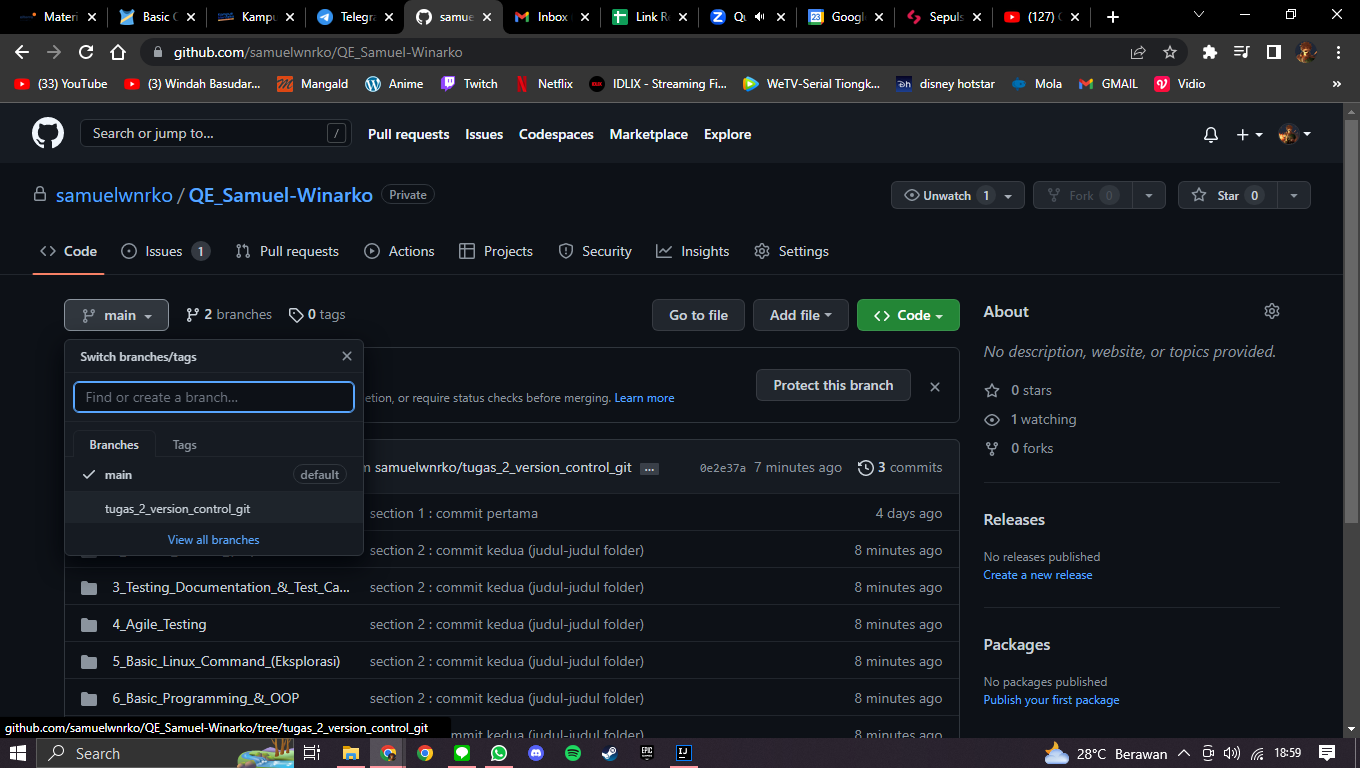 Materi
Basic C
Kampu
Telegra
samue
Inbox
Link Re
Qu
Googl
Sepuls
(127)
github.com/samuelwnrko/QE_Samuel-Winarko
(33) YouTube
(3) Windah Basudar...
Mangald
Anime
Twitch
Netflix
IDLIX - Streaming Fi...
WeTV-Serial Tiongk...
disney hotstar
Mola
GMAIL
Vidio
»
Search or jump to...
/
Pull requests
Issues
Codespaces
Marketplace
Explore
samuelwnrko / QE_Samuel-Winarko
Private
Unwatch 1
Fork 0
Star 0
Code
Issues 1
Pull requests
Actions
Projects
Security
Insights
Settings
main
2 branches
0 tags
Go to file
Add file
Code
Switch branches/tags
Find or create a branch...
Branches
Tags
main
default
tugas_2_version_control_git
View all branches
etion, or require status checks before merging. Learn more
Protect this branch
samuelwnrko/tugas_2_version_control_git
...
0e2e37a 7 minutes ago
3 commits
section 1 : commit pertama
4 days ago
section 2 : commit kedua (judul-judul folder)
8 minutes ago
3_Testing_Documentation_&_Test_Ca...
section 2 : commit kedua (judul-judul folder)
8 minutes ago
4_Agile_Testing
section 2 : commit kedua (judul-judul folder)
8 minutes ago
5_Basic_Linux_Command_(Eksplorasi)
section 2 : commit kedua (judul-judul folder)
8 minutes ago
6_Basic_Programming_&_OOP
section 2 : commit kedua (judul-judul folder)
8 minutes ago
commit kedua (judul-judul folder)
8 minutes ago
About
No description, website, or topics provided.
0 stars
1 watching
0 forks
Releases
No releases published
Create a new release
Packages
No packages published
Publish your first package
github.com/samuelwnrko/QE_Samuel-Winarko/tree/tugas_2_version_control_git
Search
EPIC
IJ
28°C Berawan
18:59